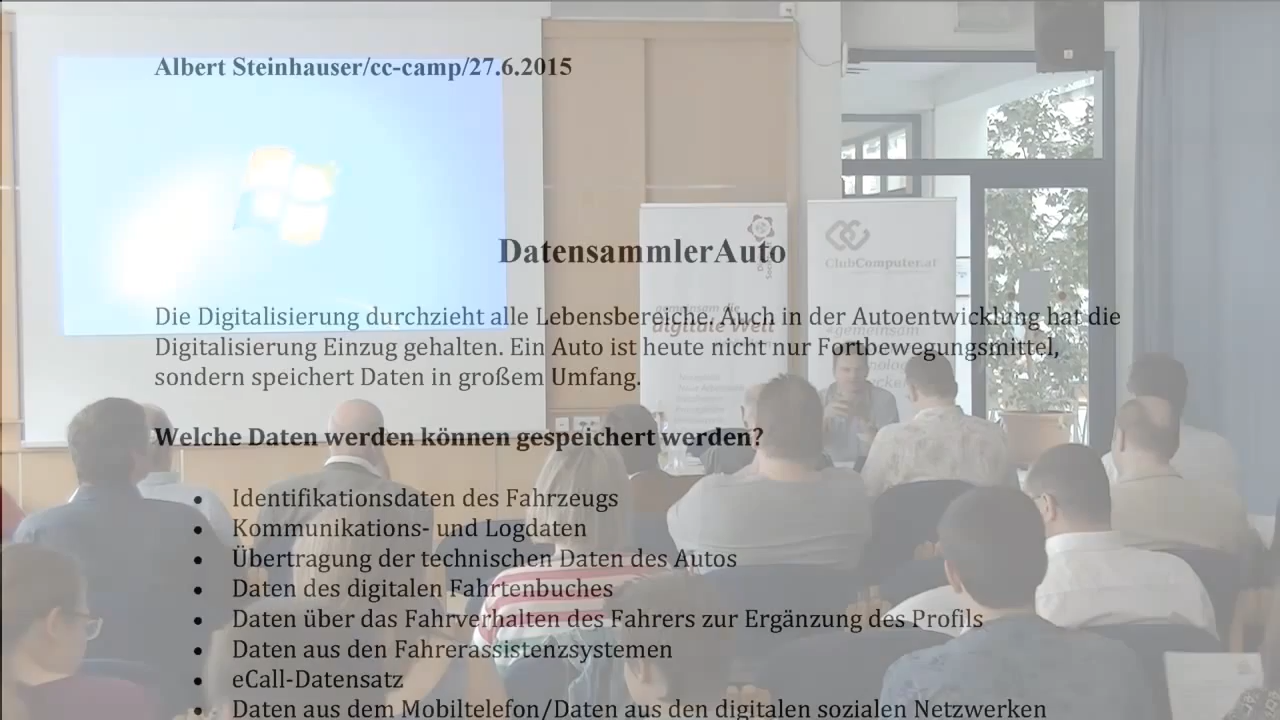 Albert Steinhauser/cc-camp/27.6.2015
DatensammlerAuto
Die Digitalisierung durchzieht alle Lebensbereiche. Auch in der Autoentwicklung hat die
Digitalisierung Einzug gehalten. Ein Auto ist heute nicht nur Fortbewegungsmittel,
sondern speichert Daten in großem Umfang.
Welche Daten werden können gespeichert werden?
• Identifikationsdaten des Fahrzeugs
• Kommunikations- und Logdaten
• Übertragung der technischen Daten des Autos
• Daten des digitalen Fahrtenbuches
• Daten über das Fahrverhalten des Fahrers zur Ergänzung des Profils
• Daten aus den Fahrerassistenzsystemen
• eCall-Datensatz
• Daten aus dem Mobiltelefon/Daten aus den digitalen sozialen Netzwerken
gemeinsam die
digitale Welt
ClubComputer.at
«gemeinsam